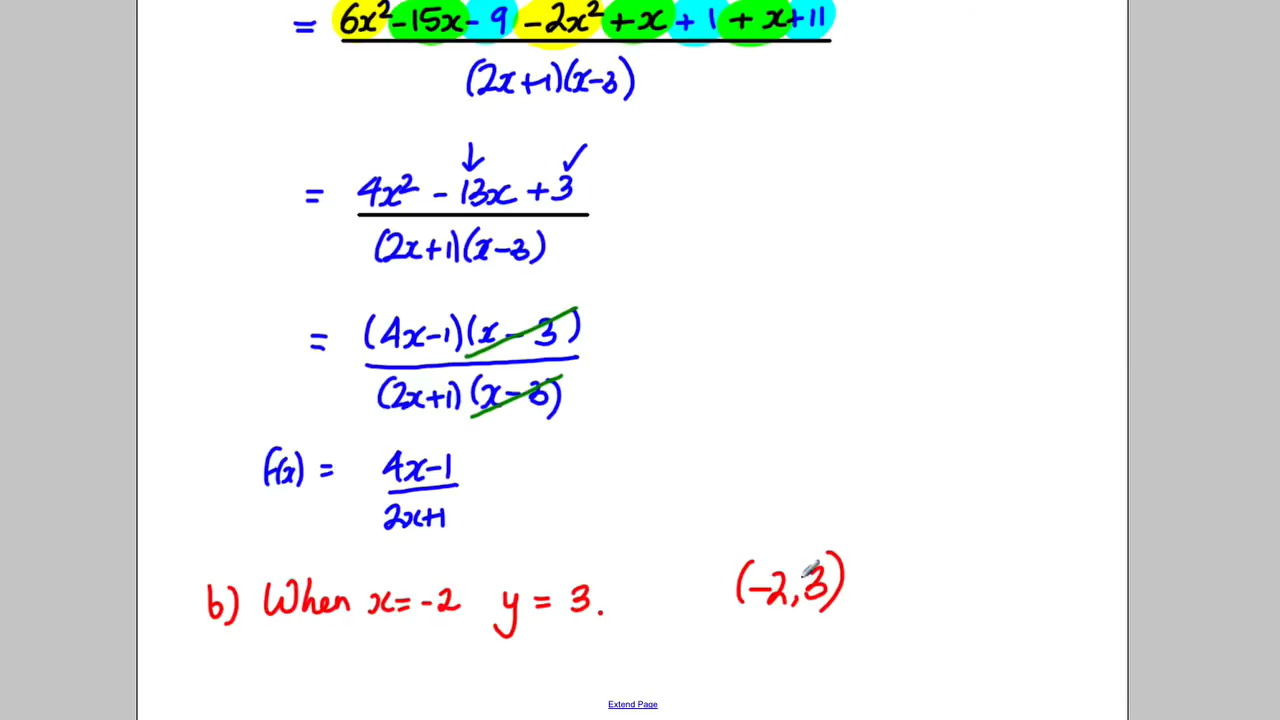 = 6x² -15x - 9 - 2x² + x + 1 + x + 11
(2x+1)(x-3)
↓ ✓
= 4x² - 13x + 3
(2x+1)(x-3)
= (4x-1)(x-3)
(2x+1)(x-3)
f(x) = 4x-1
2x+1
b) When x=-2 y = 3. (-2,3)
Extend Page